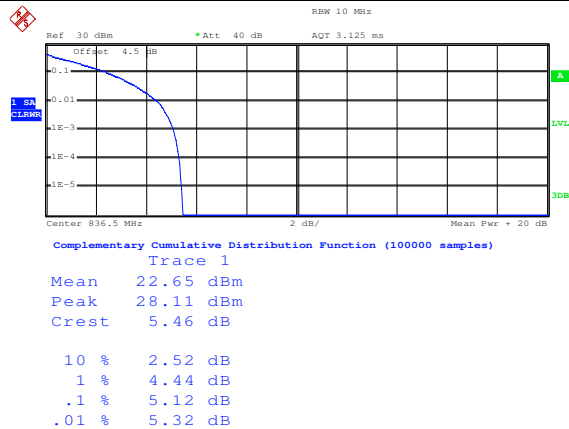 R S
RBW 10 MHz
Ref 30 dBm * Att 40 dB AQT 3.125 ms
Offset 4.5 dB
0.1
A
0.01
1 SA
CLRWR
LVL
1E-3
1E-4
1E-5
3DB
Center 836.5 MHz 2 dB/ Mean Pwr + 20 dB
Complementary Cumulative Distribution Function (100000 samples)
Trace 1
Mean 22.65 dBm
Peak 28.11 dBm
Crest 5.46 dB
10 % 2.52 dB
1 % 4.44 dB
.1 % 5.12 dB
.01 % 5.32 dB